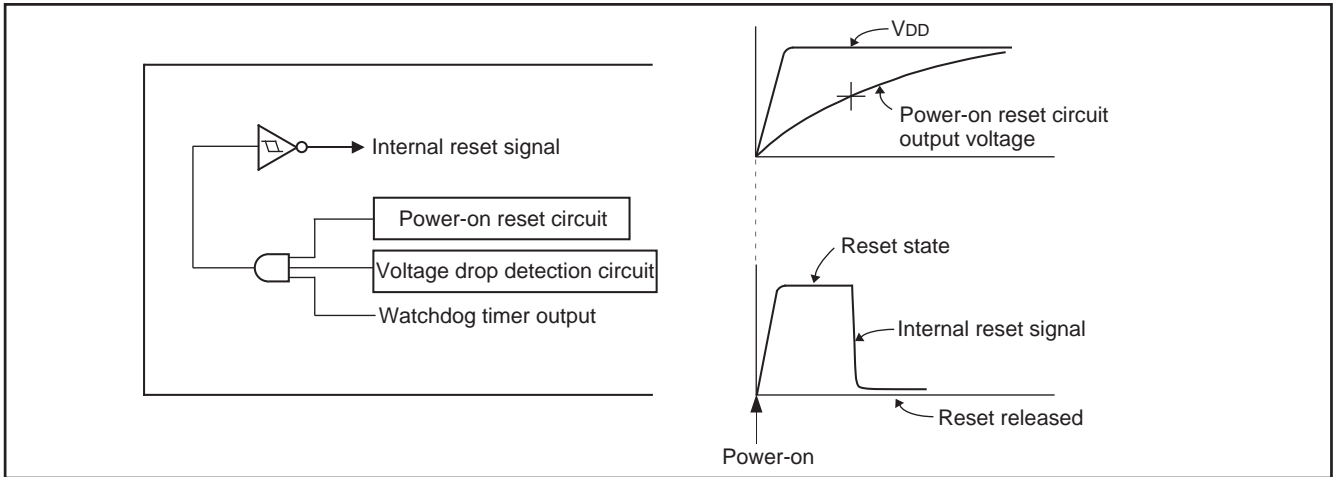 Internal reset signal
Power-on reset circuit
Voltage drop detection circuit
Watchdog timer output
VDD
Power-on reset circuit
output voltage
Reset state
Internal reset signal
Reset released
Power-on